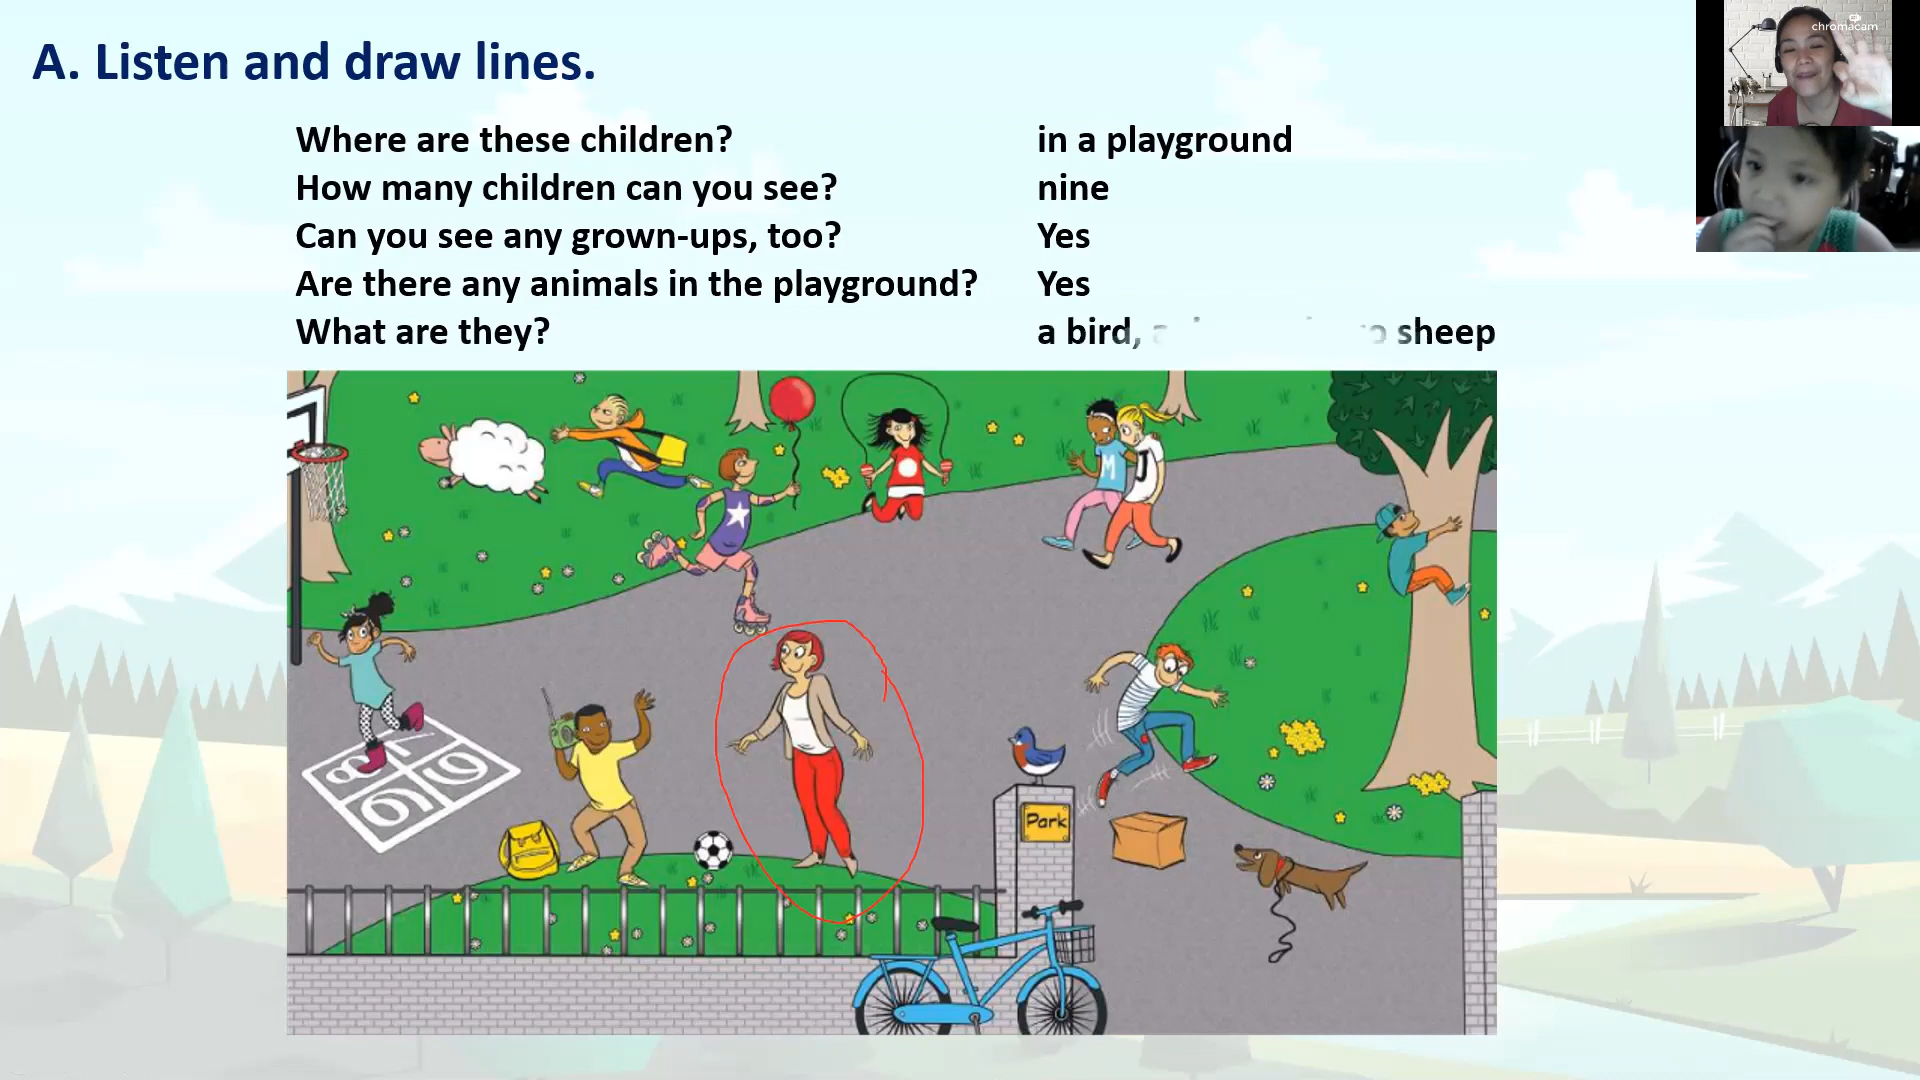 A. Listen and draw lines.
Where are these children? in a playground
How many children can you see? nine
Can you see any grown-ups, too? Yes
Are there any animals in the playground? Yes
What are they? a bird, sheep
chromacam
M J
Park